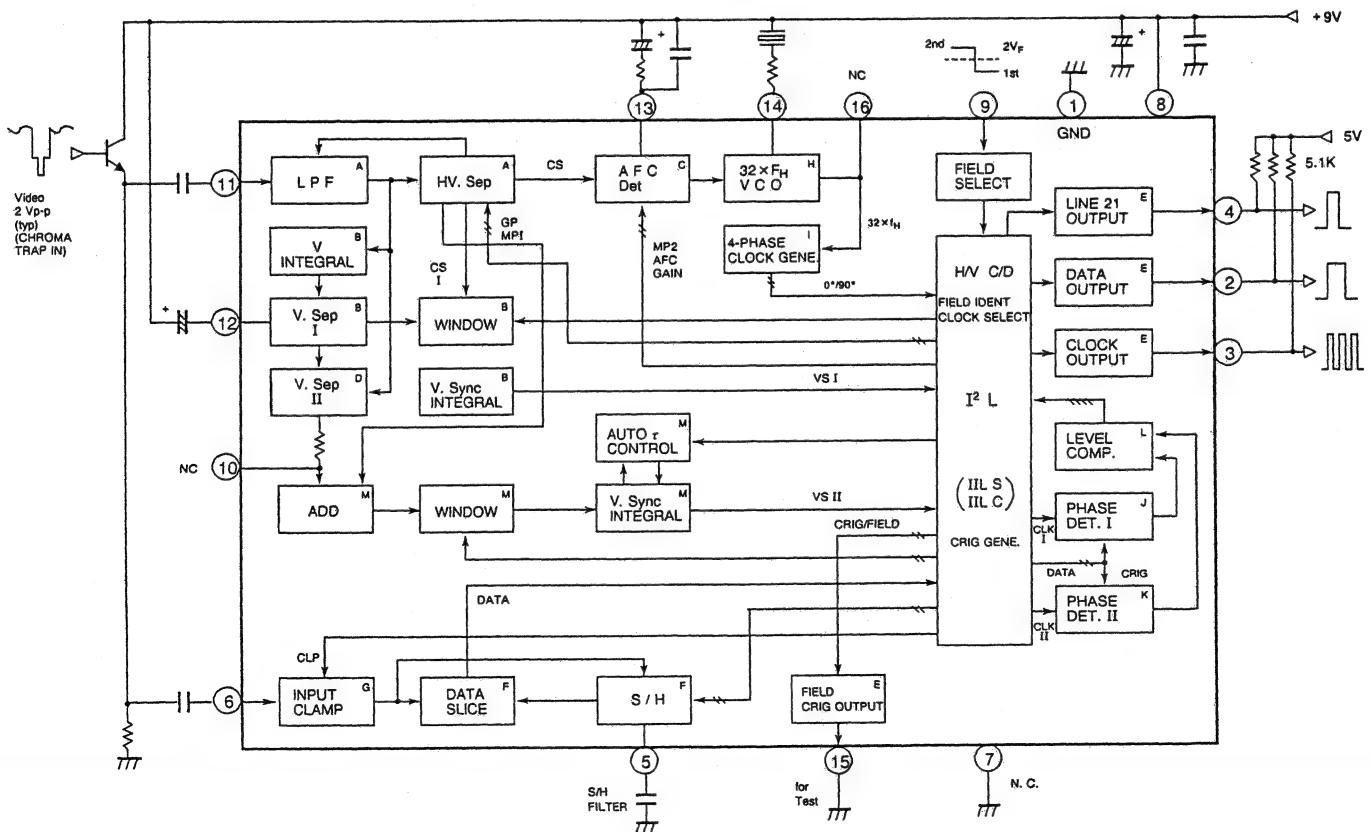 +9V
+
+
2nd
2VF
1st
NC
13
14
16
9
1
8
GND
5V
5.1K
Video
2 Vp-p
(typ)
(CHROMA
TRAP IN)
11
LPF
A
HV. Sep
A
CS
AFC
Det
C
32×FH
VCO
H
FIELD
SELECT
LINE 21
OUTPUT
E
4
V
INTEGRAL
B
GP
MPI
MP2
AFC
GAIN
32×fH
4-PHASE
CLOCK GENE.
I
0°/90°
H/V C/D
FIELD IDENT
CLOCK SELECT
DATA
OUTPUT
E
2
CS
I
+
12
V. Sep
I
B
WINDOW
B
CLOCK
OUTPUT
E
3
V. Sep
II
D
V. Sync
INTEGRAL
B
VS I
I² L
AUTO τ
CONTROL
M
LEVEL
COMP.
L
NC
10
ADD
M
WINDOW
M
V. Sync
INTEGRAL
M
VS II
(IIL S
IIL C)
CRIG GENE.
CLK
I
PHASE
DET. I
J
CRIG/FIELD
DATA
CRIG
DATA
CLK
II
PHASE
DET. II
K
CLP
6
INPUT
CLAMP
G
DATA
SLICE
F
S/H
F
FIELD
CRIG OUTPUT
E
5
15
7
S/H
FILTER
for
Test
N. C.